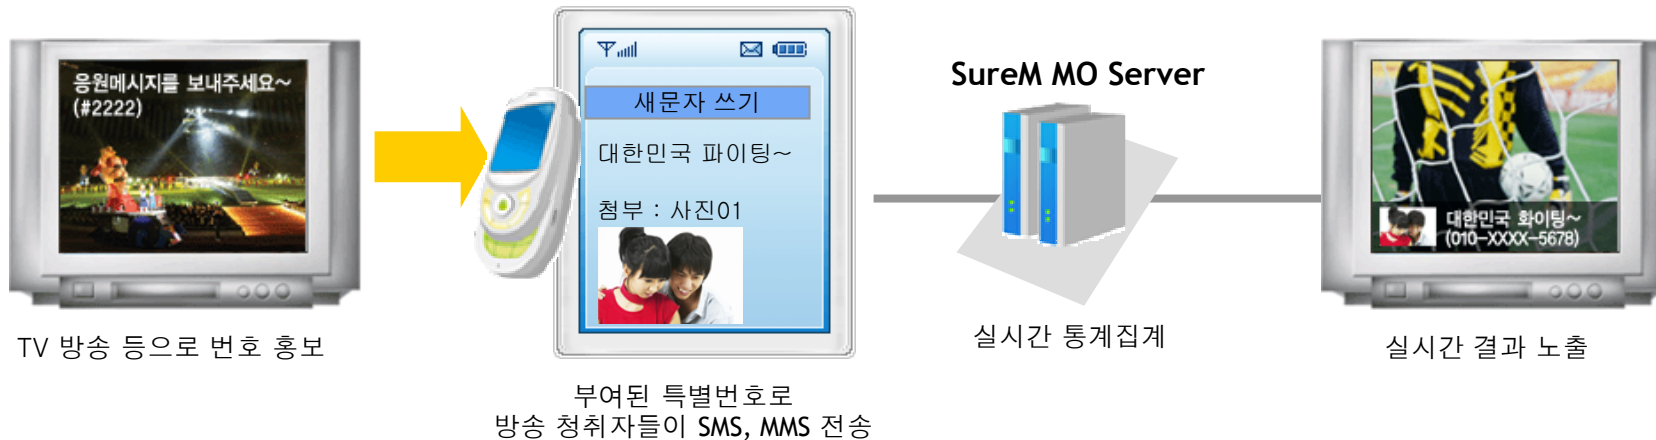 응원메시지를 보내주세요~
(#2222)
TV 방송 등으로 번호 홍보
새문자 쓰기
대한민국 파이팅~
첨부 : 사진01
부여된 특별번호로
방송 청취자들이 SMS, MMS 전송
SureM MO Server
실시간 통계집계
대한민국 화이팅~
(010-XXXX-5678)
실시간 결과 노출